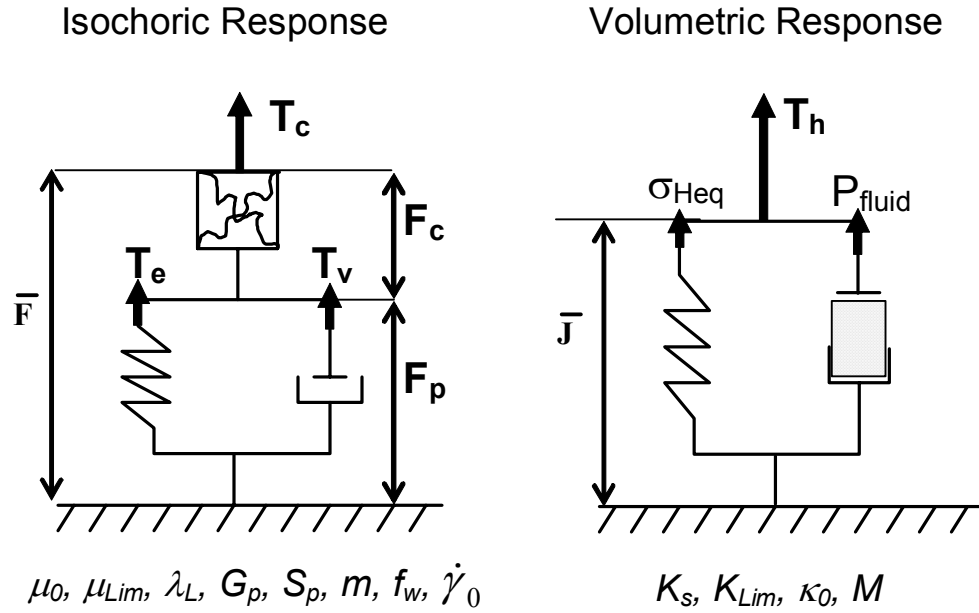 Isochoric Response
Volumetric Response
T_c
T_h
σ_Heq
P_fluid
F_c
T_e
T_v
F̄
J̄
F_p
μ_0, μ_Lim, λ_L, G_p, S_p, m, f_w, γ̇_0
K_s, K_Lim, κ_0, M